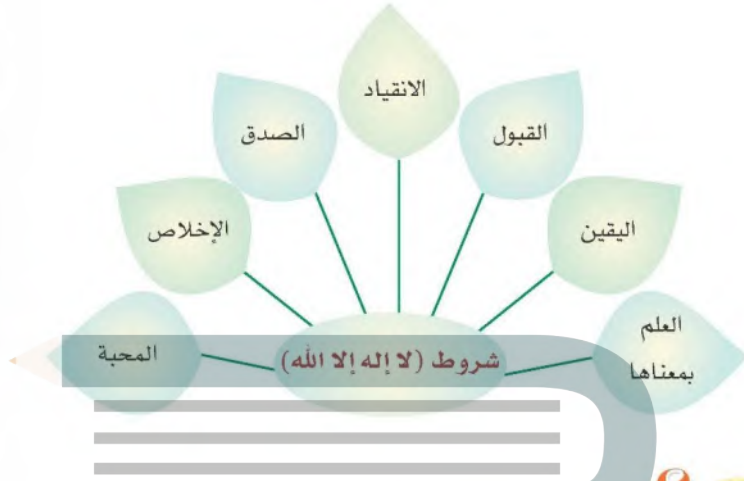 شروط (لا إله إلا الله)
العلم
بمعناها
اليقين
القبول
الانقياد
الصدق
الإخلاص
المحبة